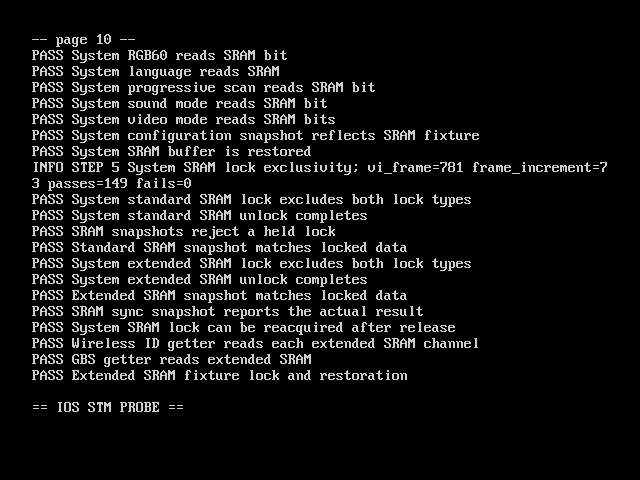 -- page 10 --
PASS System RGB60 reads SRAM bit
PASS System language reads SRAM
PASS System progressive scan reads SRAM bit
PASS System sound mode reads SRAM bit
PASS System video mode reads SRAM bits
PASS System configuration snapshot reflects SRAM fixture
PASS System SRAM buffer is restored
INFO STEP 5 System SRAM lock exclusivity; vi_frame=781 frame_increment=7
3 passes=149 fails=0
PASS System standard SRAM lock excludes both lock types
PASS System standard SRAM unlock completes
PASS SRAM snapshots reject a held lock
PASS Standard SRAM snapshot matches locked data
PASS System extended SRAM lock excludes both lock types
PASS System extended SRAM unlock completes
PASS Extended SRAM snapshot matches locked data
PASS SRAM sync snapshot reports the actual result
PASS System SRAM lock can be reacquired after release
PASS Wireless ID getter reads each extended SRAM channel
PASS GBS getter reads extended SRAM
PASS Extended SRAM fixture lock and restoration
== IOS STM PROBE ==